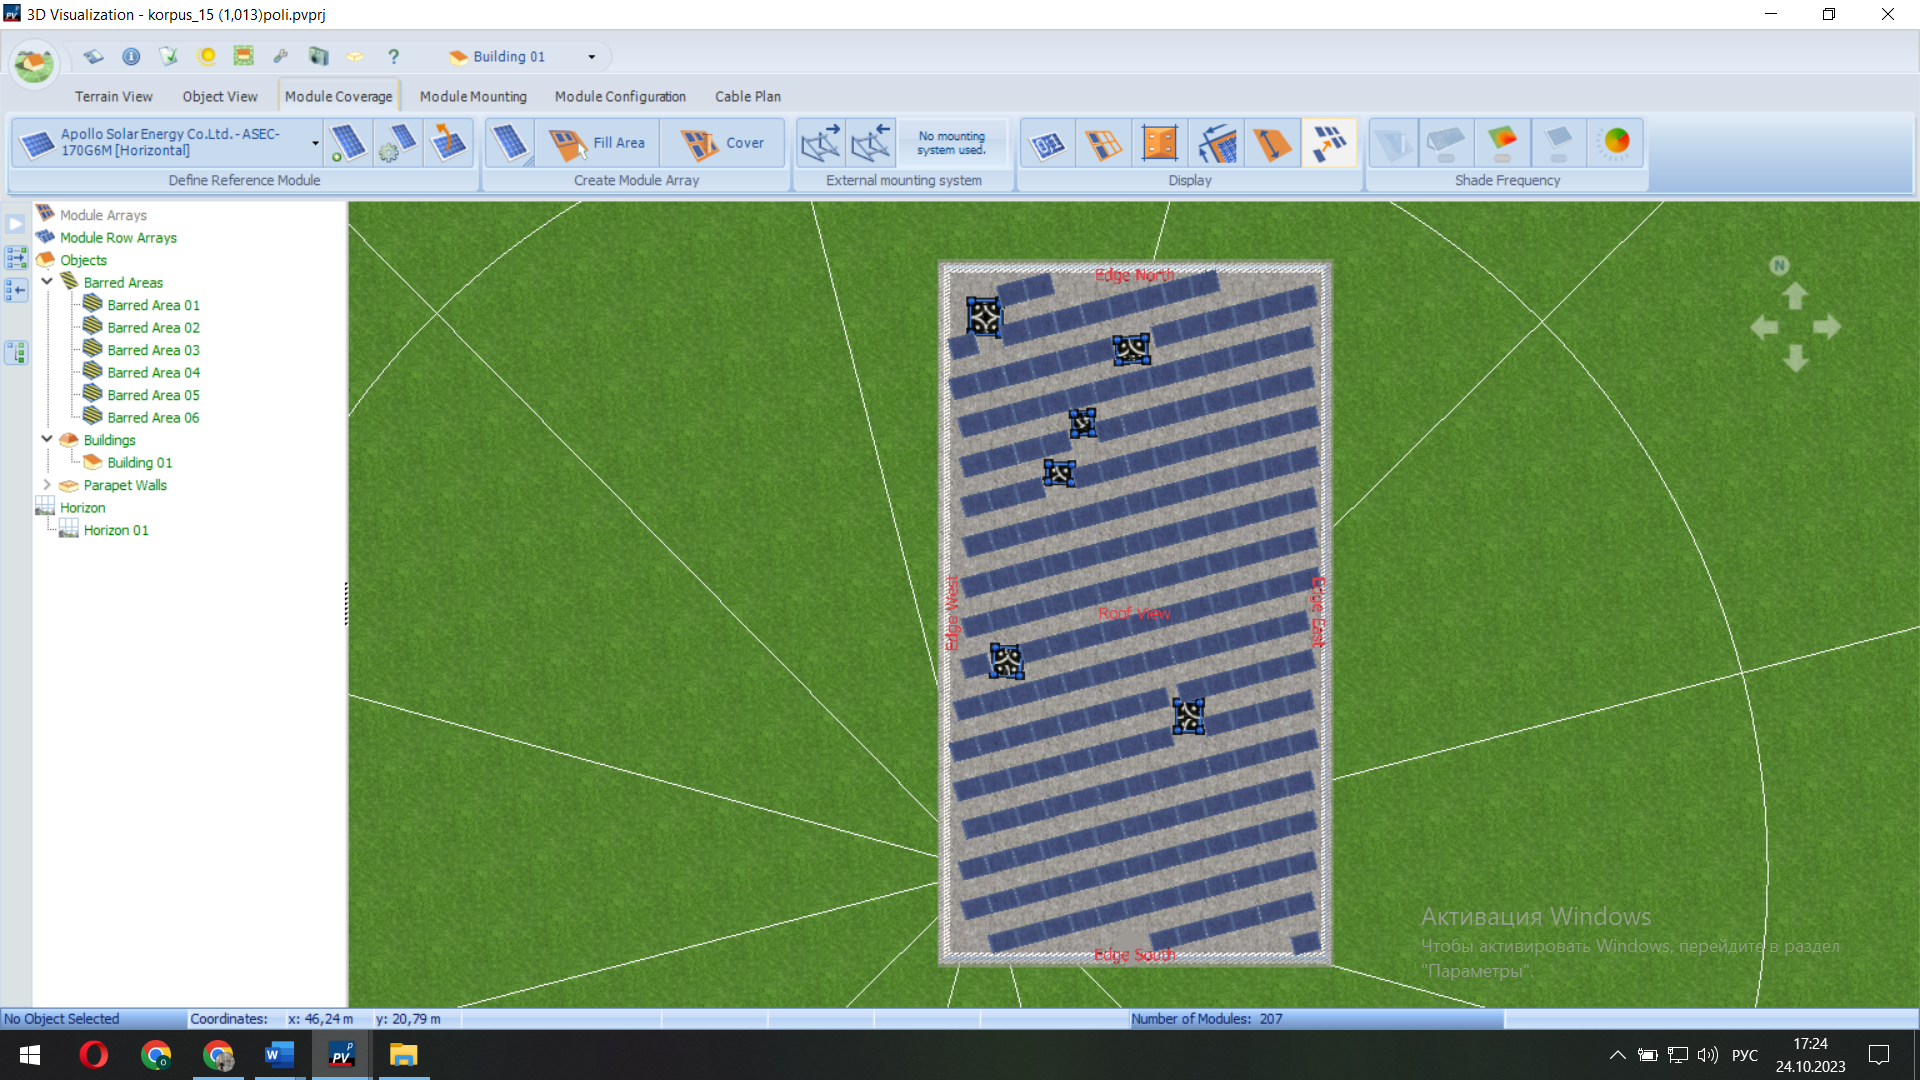 3D Visualization - korpus_15 (1,013)poli.pvprj
Building 01
Terrain View
Object View
Module Coverage
Module Mounting
Module Configuration
Cable Plan
Apollo Solar Energy Co.Ltd. - ASEC-
170G6M [Horizontal]
Fill Area
Cover
No mounting
system used.
Define Reference Module
Create Module Array
External mounting system
Display
Shade Frequency
Module Arrays
Module Row Arrays
Objects
Barred Areas
Barred Area 01
Barred Area 02
Barred Area 03
Barred Area 04
Barred Area 05
Barred Area 06
Buildings
Building 01
Parapet Walls
Horizon
Horizon 01
N
Edge North
Edge West
Roof View
Edge East
Edge South
Активация Windows
Чтобы активировать Windows, перейдите в раздел
"Параметры".
No Object Selected
Coordinates:
x: 46,24 m
y: 20,79 m
Number of Modules: 207
РУС
17:24
24.10.2023